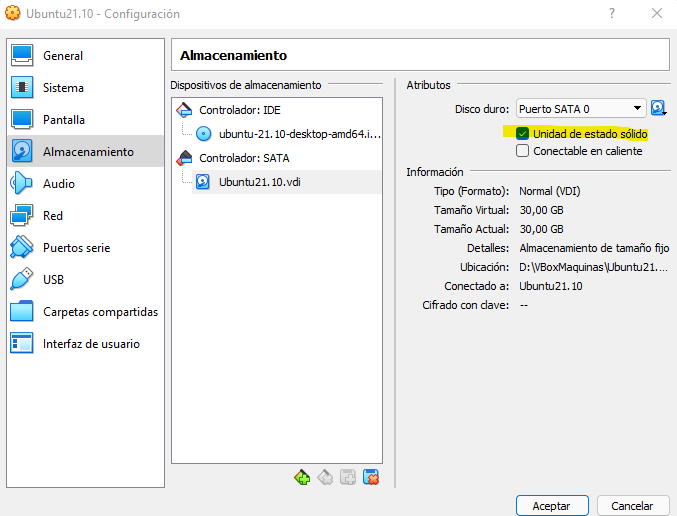 Ubuntu21.10 - Configuración
General
Sistema
Pantalla
Almacenamiento
Audio
Red
Puertos serie
USB
Carpetas compartidas
Interfaz de usuario
Almacenamiento
Dispositivos de almacenamiento
Controlador: IDE
ubuntu-21.10-desktop-amd64.i...
Controlador: SATA
Ubuntu21.10.vdi
Atributos
Disco duro: Puerto SATA 0
Unidad de estado sólido
Conectable en caliente
Información
Tipo (Formato): Normal (VDI)
Tamaño Virtual: 30,00 GB
Tamaño Actual: 30,00 GB
Detalles: Almacenamiento de tamaño fijo
Ubicación: D:\VBoxMaquinas\Ubuntu21....
Conectado a: Ubuntu21.10
Cifrado con clave: --
Aceptar Cancelar